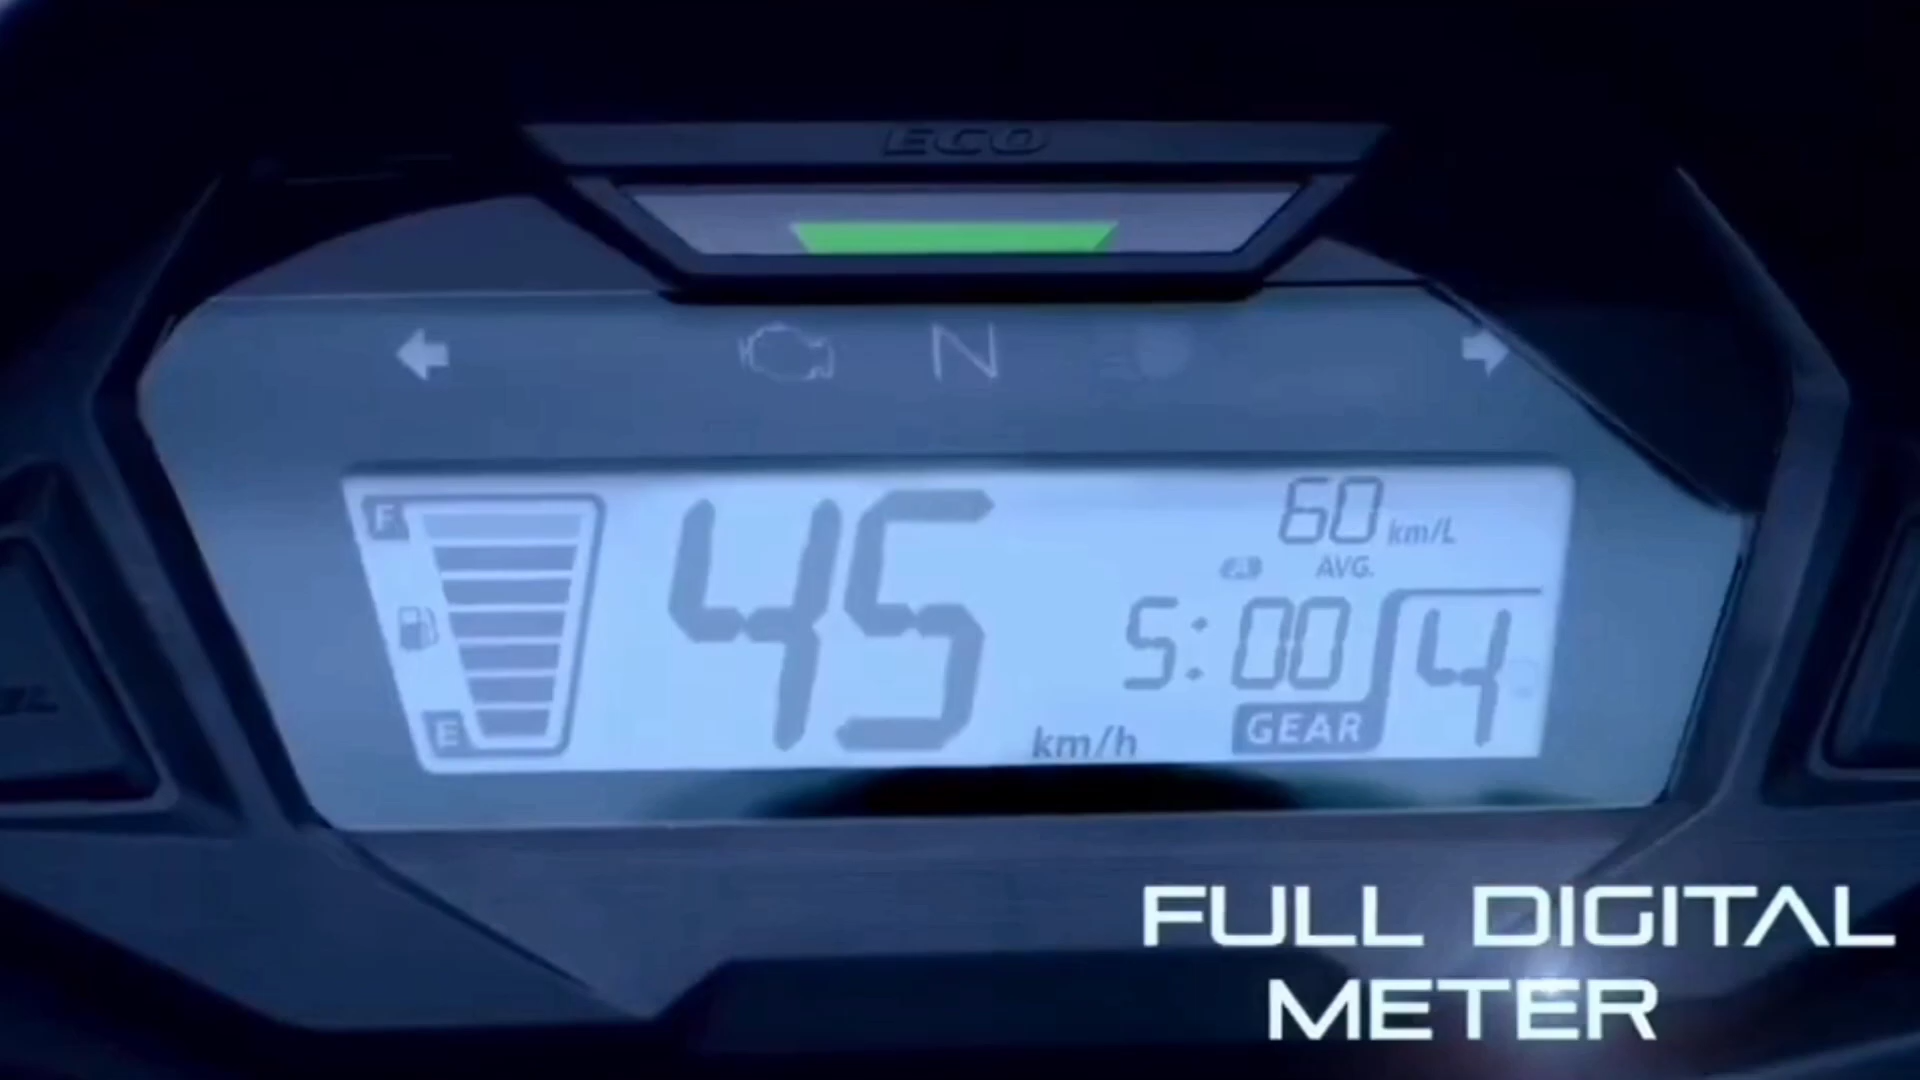 ECO
N
F
45
60 km/L
AVG.
5:00
4
E
km/h
GEAR
FULL DIGITAL
METER